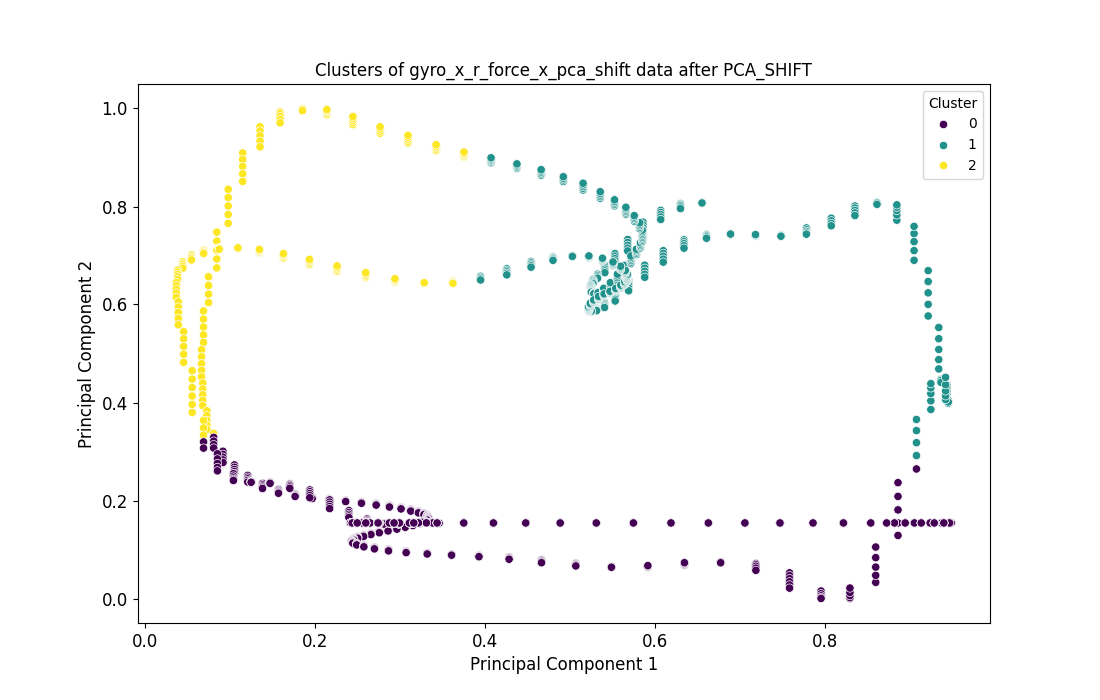 Clusters of gyro_x_r_force_x_pca_shift data after PCA_SHIFT
Cluster
0
1
2
1.0
0.8
0.6
0.4
0.2
0.0
Principal Component 2
0.0 0.2 0.4 0.6 0.8
Principal Component 1